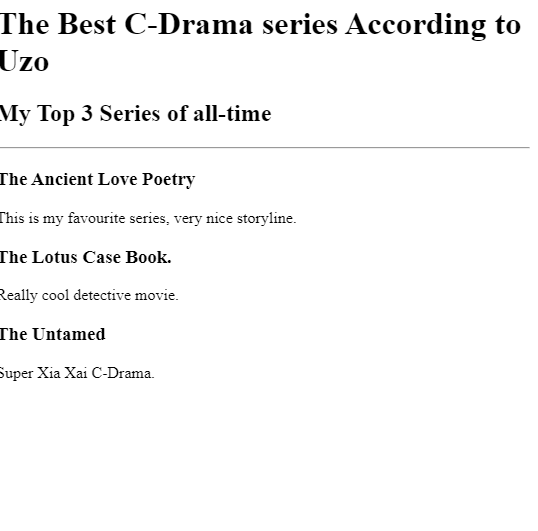 The Best C-Drama series According to
Uzo
My Top 3 Series of all-time
The Ancient Love Poetry
This is my favourite series, very nice storyline.
The Lotus Case Book.
Really cool detective movie.
The Untamed
Super Xia Xai C-Drama.